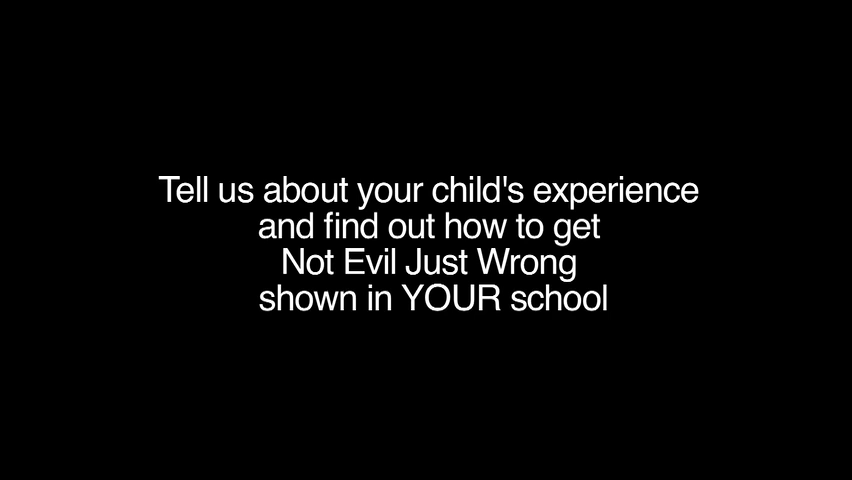 Tell us about your child's experience
and find out how to get
Not Evil Just Wrong
shown in YOUR school